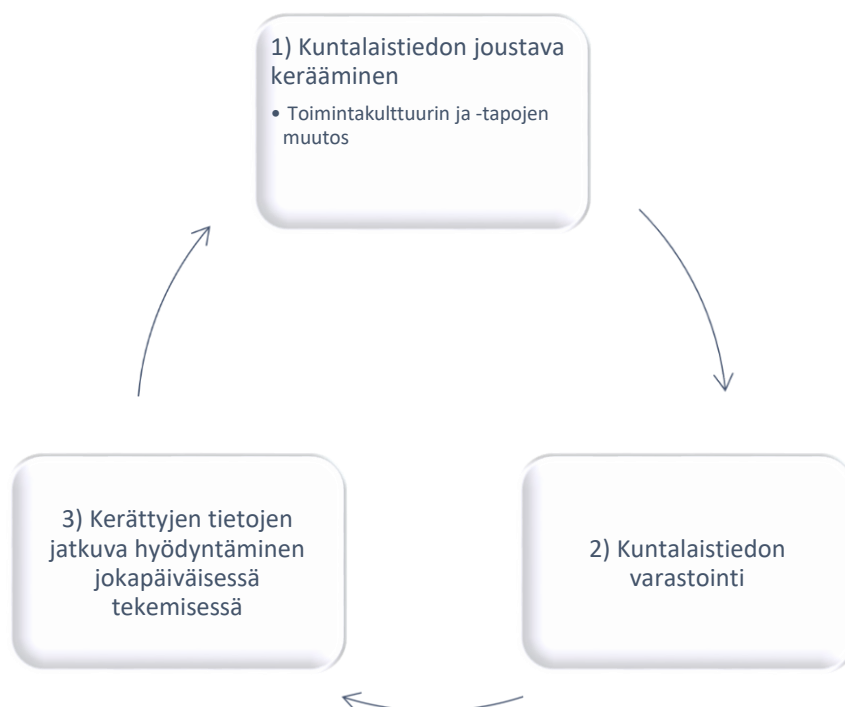 1) Kuntalaistiedon joustava
kerääminen
• Toimintakulttuurin ja -tapojen
muutos
2) Kuntalaistiedon
varastointi
3) Kerättyjen tietojen
jatkuva hyödyntäminen
jokapäiväisessä
tekemisessä